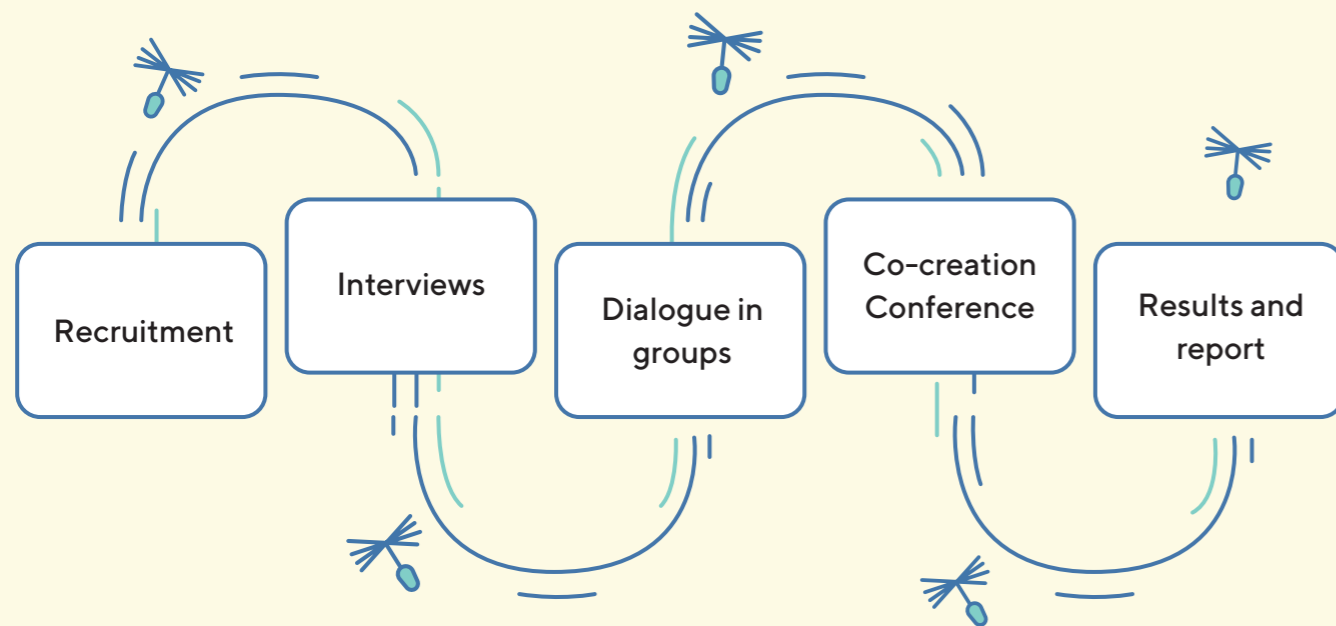 Recruitment
Interviews
Dialogue in
groups
Co-creation
Conference
Results and
report